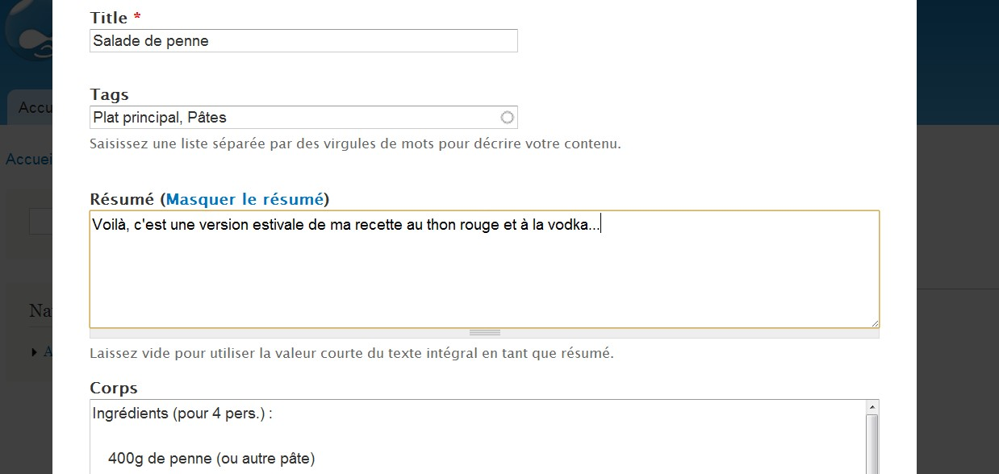 Title *
Salade de penne
Tags
Plat principal, Pâtes
Saisissez une liste séparée par des virgules de mots pour décrire votre contenu.
Résumé (Masquer le résumé)
Voilà, c'est une version estivale de ma recette au thon rouge et à la vodka...
Laissez vide pour utiliser la valeur courte du texte intégral en tant que résumé.
Corps
Ingrédients (pour 4 pers.) :
400g de penne (ou autre pâte)
Accu
Accuei
Na
A